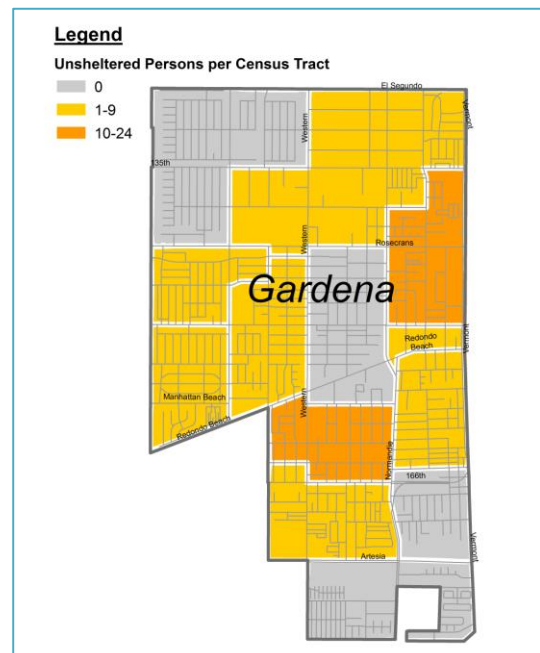 Legend
Unsheltered Persons per Census Tract
0
1-9
10-24
El Segundo
Vermont
Western
135th
Western
Rosecrans
Gardena
Redondo
Beach
Vermont
Manhattan Beach
Western
Redondo Beach
Normandie
166th
Vermont
Artesia